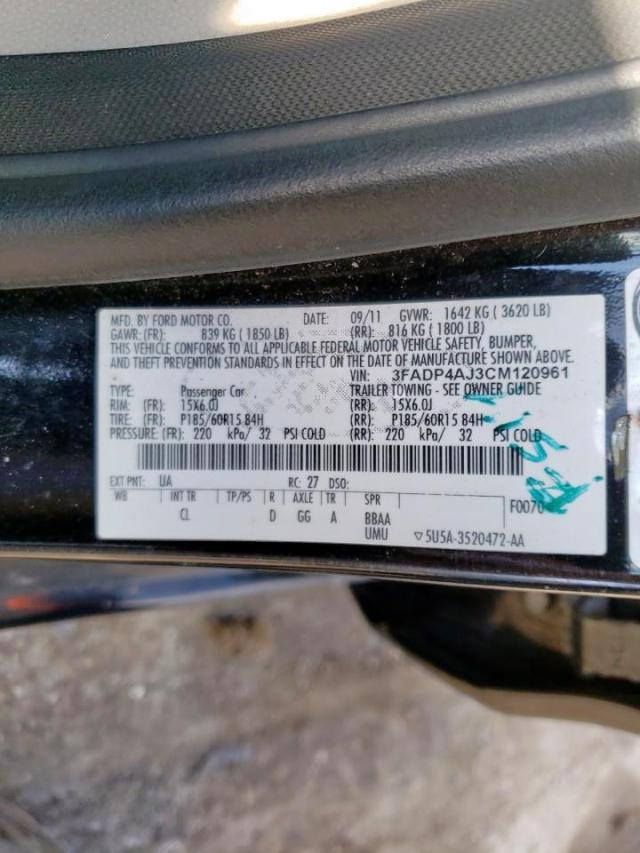 MFD. BY FORD MOTOR CO. DATE: 09/11 GVWR: 1642 KG ( 3620 LB)
GAWR: (FR): 839 KG ( 1850 LB) (RR): 816 KG ( 1800 LB)
THIS VEHICLE CONFORMS TO ALL APPLICABLE FEDERAL MOTOR VEHICLE SAFETY, BUMPER,
AND THEFT PREVENTION STANDARDS IN EFFECT ON THE DATE OF MANUFACTURE SHOWN ABOVE.
VIN: 3FADP4AJ3CM120961
TYPE: Passenger Car TRAILER TOWING - SEE OWNER GUIDE
RIM: (FR): 15X6.0J (RR): 15X6.0J
TIRE: (FR): P185/60R15 84H (RR): P185/60R15 84H
PRESSURE: (FR): 220 kPa/ 32 PSI COLD (RR): 220 kPa/ 32 PSI COLD
EXT PNT: UA RC: 27 DSO:
WB INT TR TP/PS R AXLE TR SPR F0070
CL D GG A BBAA
UMU ▽5U5A-3520472-AA